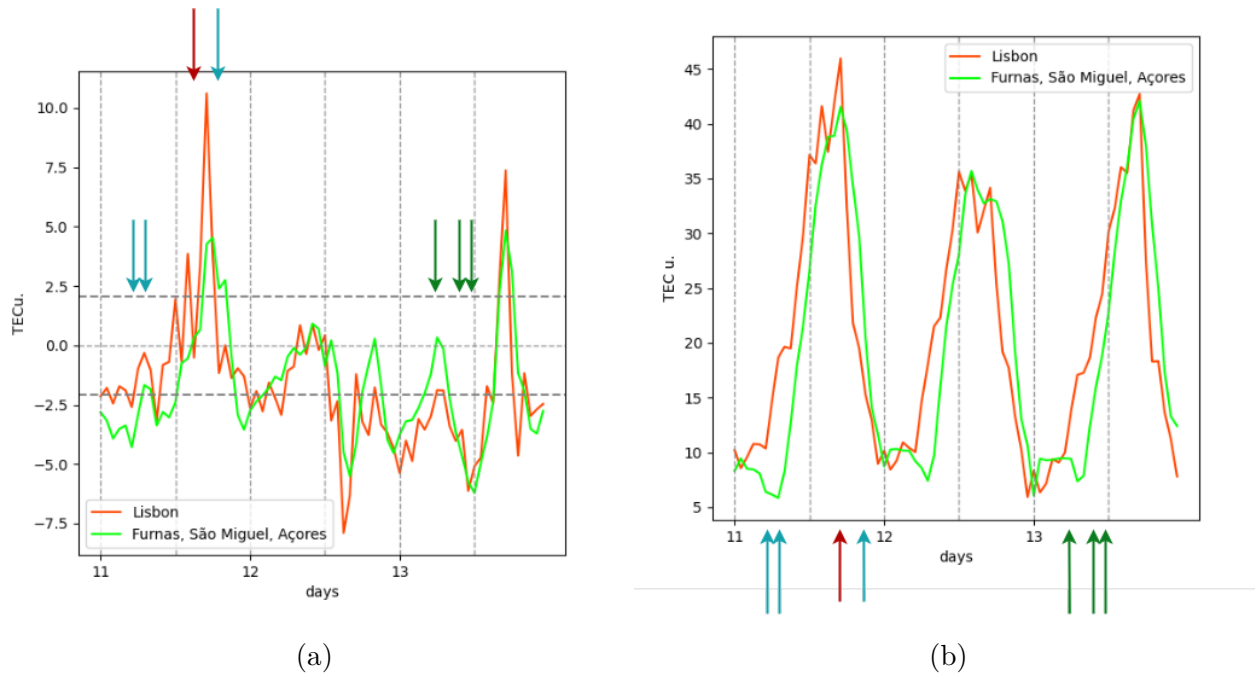 10.0
7.5
5.0
2.5
0.0
−2.5
−5.0
−7.5
TECu.
Lisbon
Furnas, São Miguel, Açores
11
12
13
days
(a)
45
40
35
30
25
20
15
10
5
TEC u.
Lisbon
Furnas, São Miguel, Açores
11
12
13
days
(b)